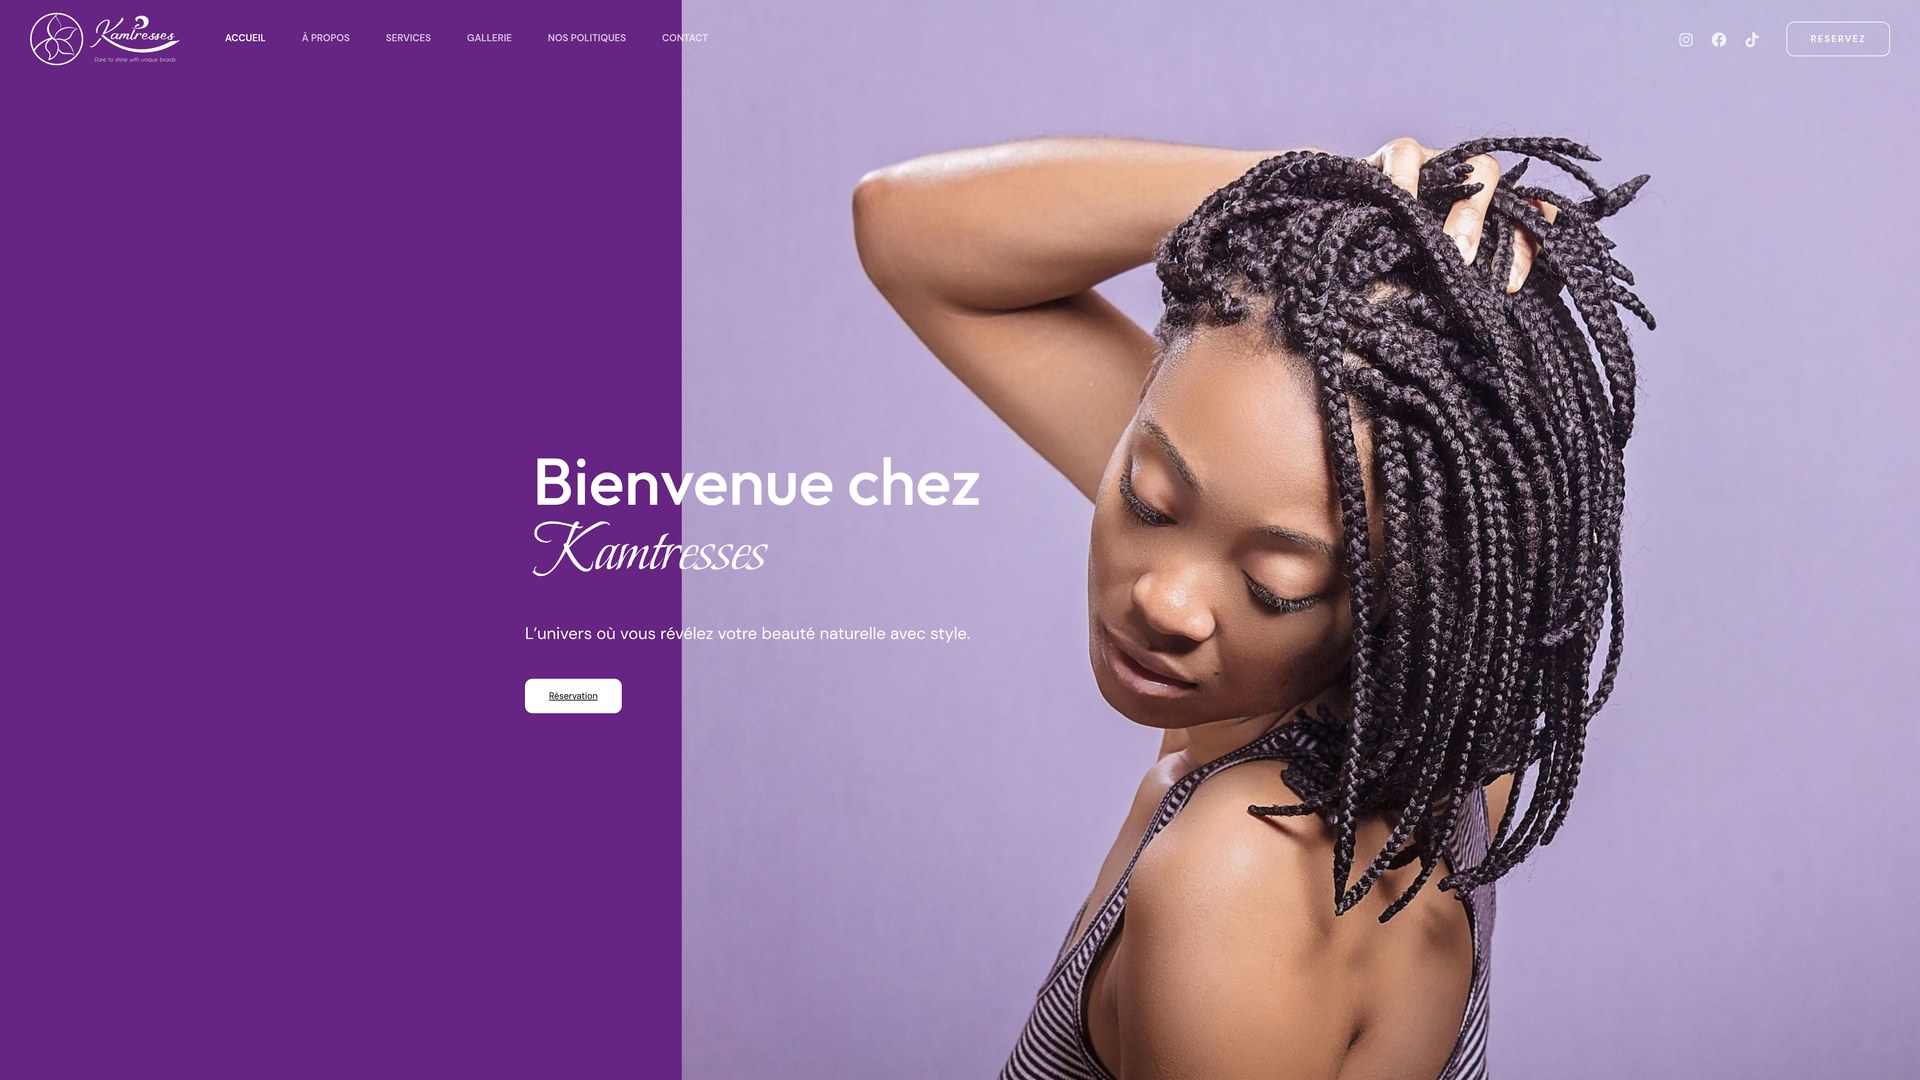 Kamtresses
Dare to shine with unique braids
ACCUEIL
À PROPOS
SERVICES
GALLERIE
NOS POLITIQUES
CONTACT
RESERVEZ
Bienvenue chez
Kamtresses
L’univers où vous révélez votre beauté naturelle avec style.
Réservation